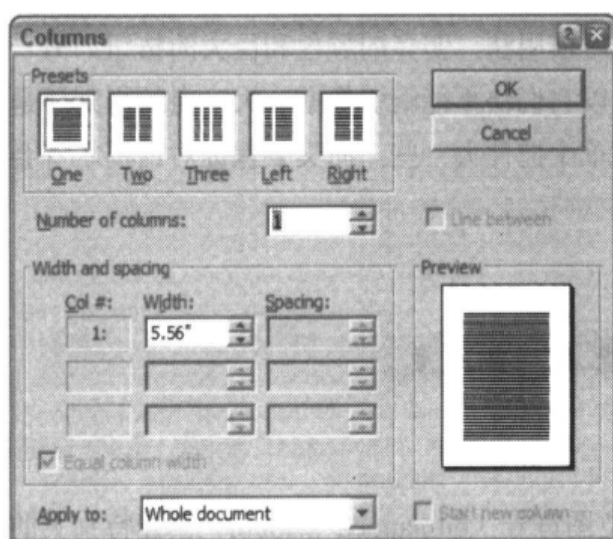 Columns
Presets
One Two Three Left Right
OK
Cancel
Number of columns: 1
Line between
Width and spacing
Col #: Width: Spacing:
1: 5.56"
Equal column width
Preview
Apply to: Whole document
Start new column